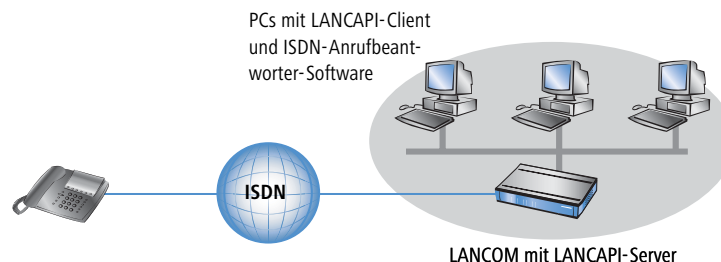 PCs mit LANCAPI-Client
und ISDN-Anrufbeant-
worter-Software
ISDN
LANCOM mit LANCAPI-Server